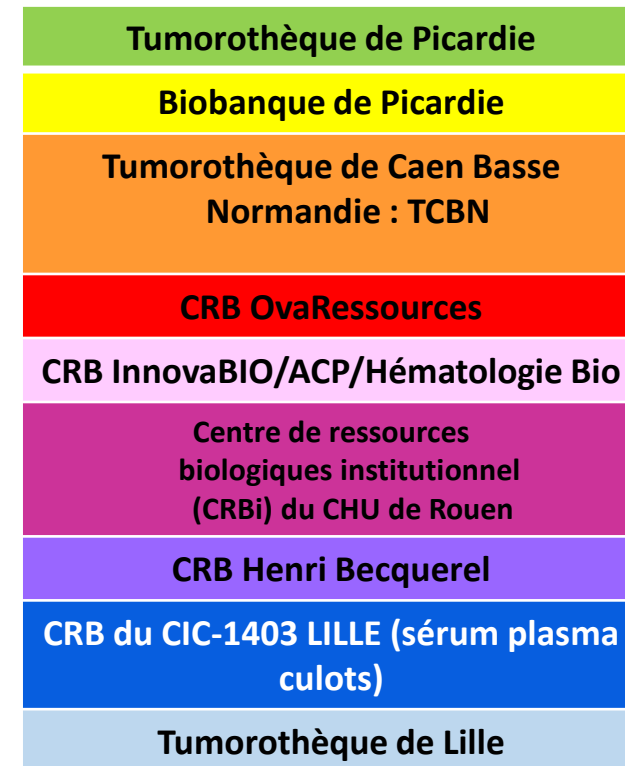 Tumorothèque de Picardie
Biobanque de Picardie
Tumorothèque de Caen Basse
Normandie : TCBN
CRB OvaRessources
CRB InnovaBIO/ACP/Hématologie Bio
Centre de ressources
biologiques institutionnel
(CRBi) du CHU de Rouen
CRB Henri Becquerel
CRB du CIC-1403 LILLE (sérum plasma
culots)
Tumorothèque de Lille